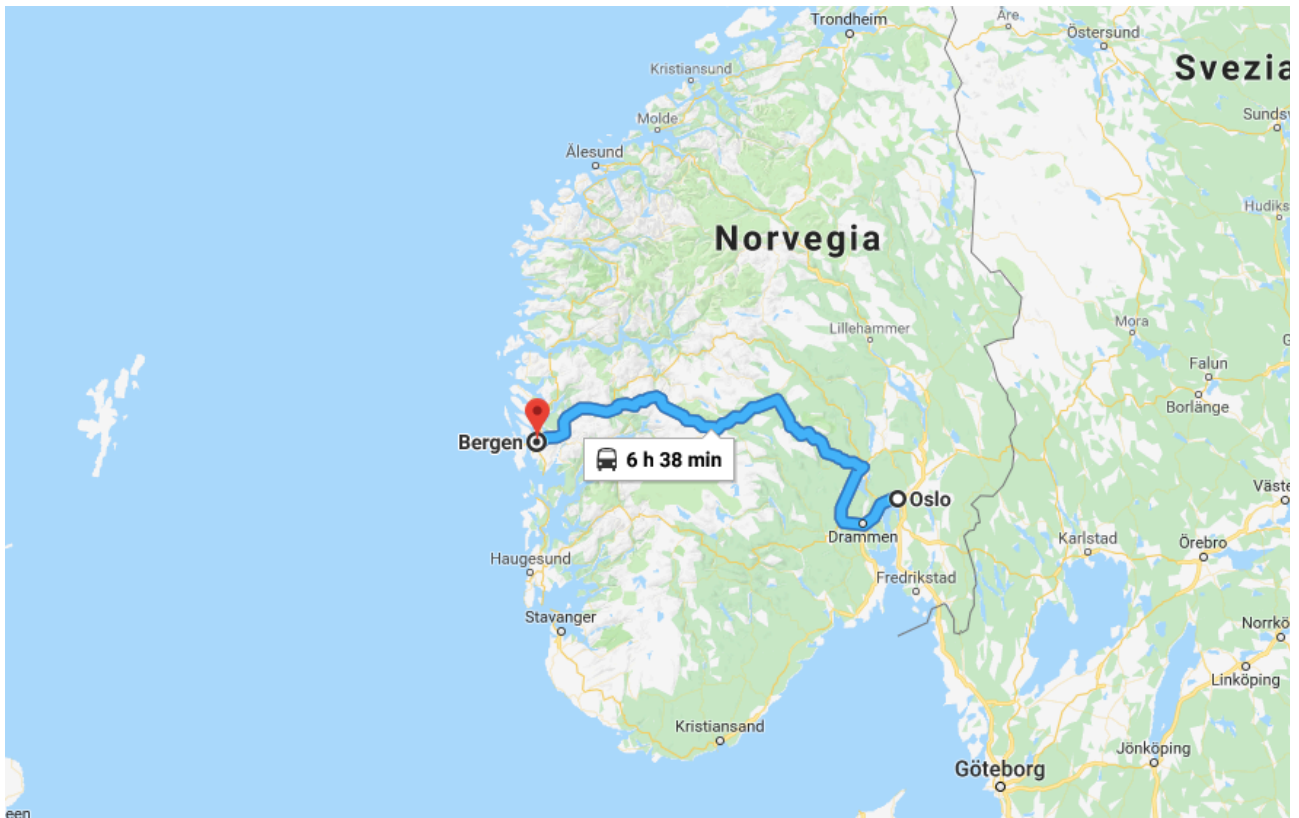 Trondheim
Åre
Östersund
Svezia
Kristiansund
Sundsv
Molde
Ålesund
Hudiks
Norvegia
Mora
Lillehammer
G
Falun
Borlänge
Bergen
6 h 38 min
Oslo
Väste
Drammen
Karlstad
Örebro
Haugesund
Fredrikstad
Stavanger
Norrkö
Linköping
Kristiansand
Jönköping
Göteborg
een